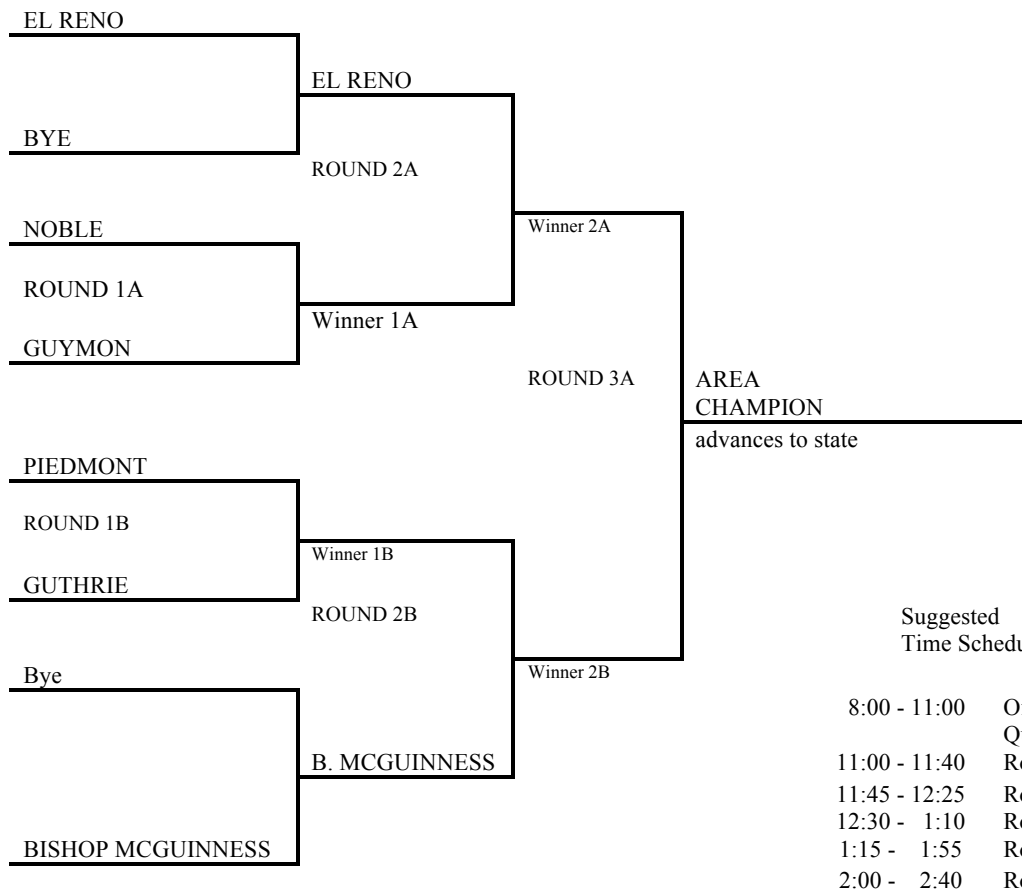 EL RENO
EL RENO
BYE
ROUND 2A
NOBLE
Winner 2A
ROUND 1A
Winner 1A
GUYMON
ROUND 3A
AREA
CHAMPION
advances to state
PIEDMONT
ROUND 1B
Winner 1B
GUTHRIE
ROUND 2B
Winner 2B
Bye
B. MCGUINNESS
BISHOP MCGUINNESS
Suggested
Time
8:00 - 11:00
11:00 - 11:40
11:45 - 12:25
12:30 - 1:10
1:15 - 1:55
2:00 - 2:40